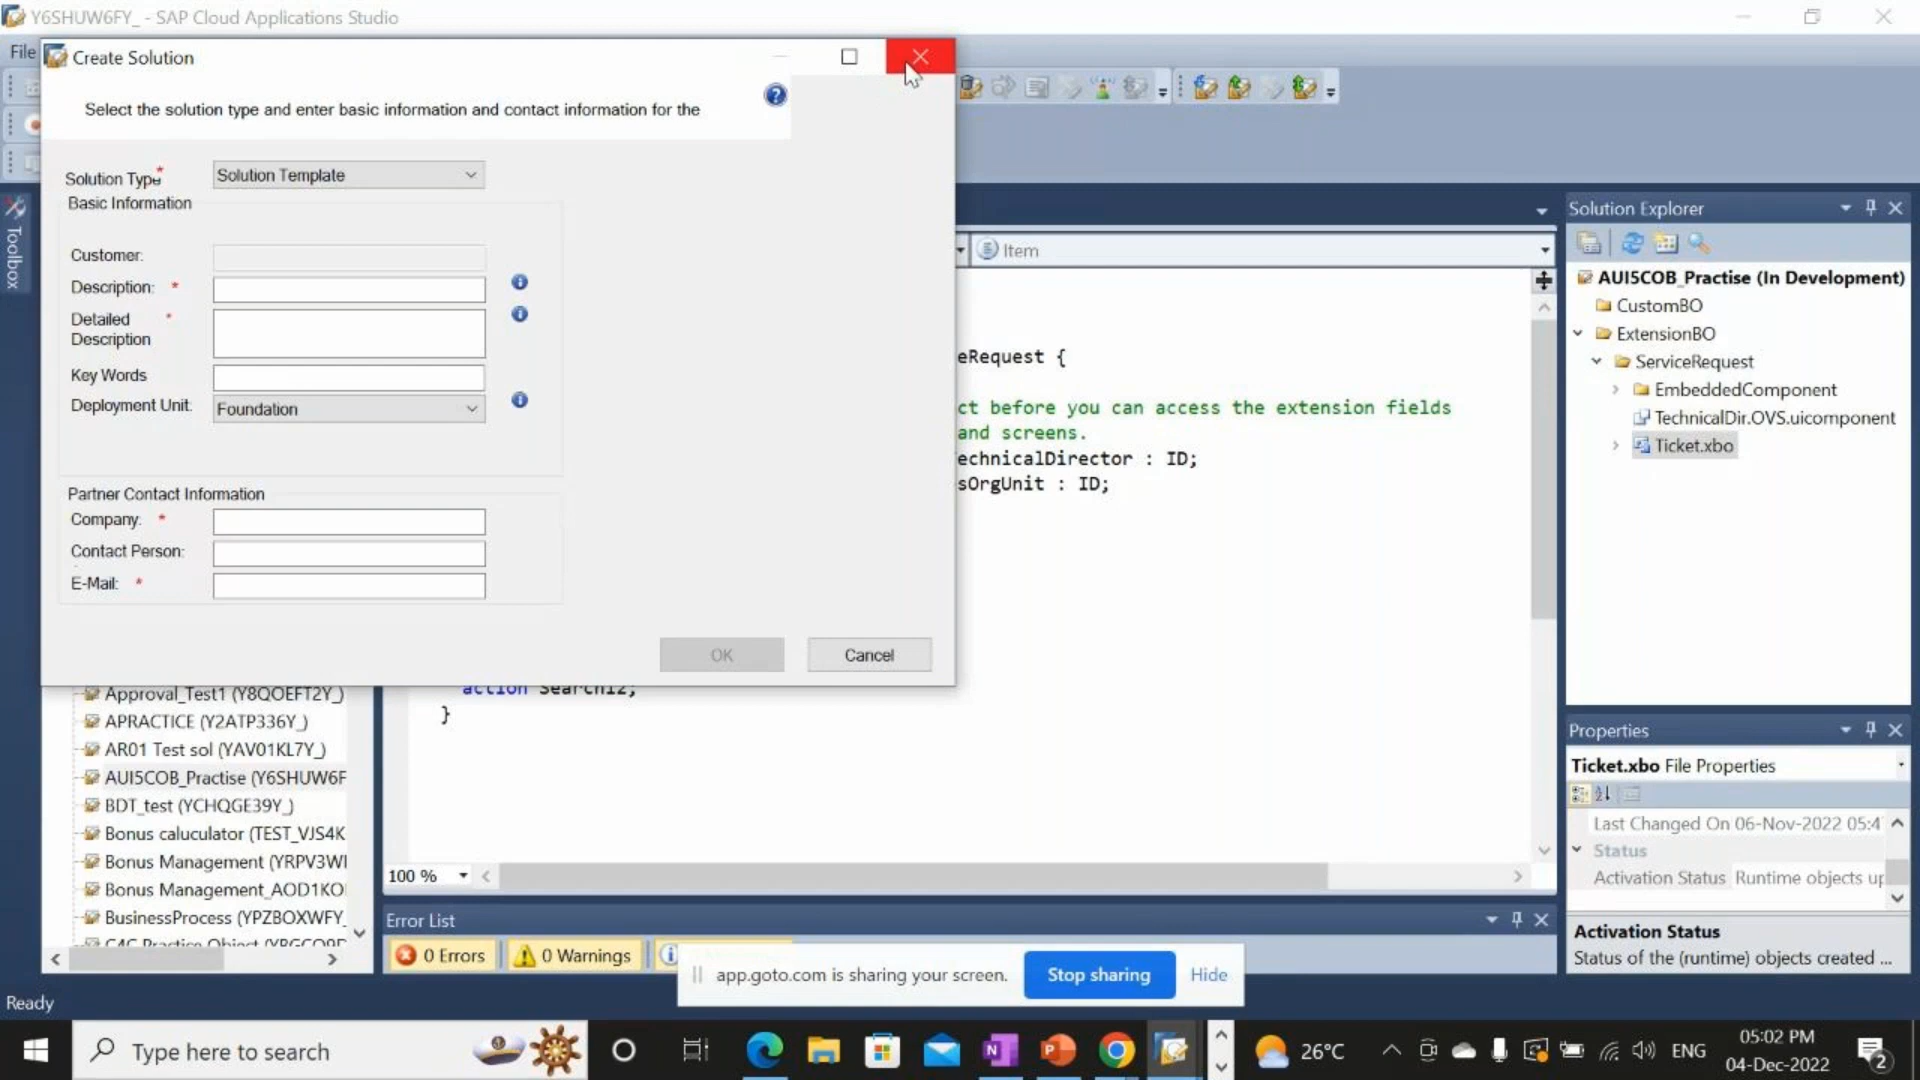 Y6SHUW6FY_ - SAP Cloud Applications Studio
File
Create Solution
Select the solution type and enter basic information and contact information for the
Solution Type *
Solution Template
Basic Information
Customer:
Description: *
Detailed Description *
Key Words
Deployment Unit:
Foundation
Partner Contact Information
Company: *
Contact Person:
E-Mail: *
OK
Cancel
Toolbox
Item
eRequest {
ct before you can access the extension fields
and screens.
echnicalDirector : ID;
sOrgUnit : ID;
action Search12;
}
Approval_Test1 (Y8QOEFT2Y_)
APRACTICE (Y2ATP336Y_)
AR01 Test sol (YAV01KL7Y_)
AUI5COB_Practise (Y6SHUW6F
BDT_test (YCHQGE39Y_)
Bonus caluculator (TEST_VJS4K
Bonus Management (YRPV3WI
Bonus Management_AOD1KO
BusinessProcess (YPZBOXWFY_
100 %
Error List
0 Errors
0 Warnings
app.goto.com is sharing your screen.
Stop sharing
Hide
Solution Explorer
AUI5COB_Practise (In Development)
CustomBO
ExtensionBO
ServiceRequest
EmbeddedComponent
TechnicalDir.OVS.uicomponent
Ticket.xbo
Properties
Ticket.xbo File Properties
Last Changed On 06-Nov-2022 05:4
Status
Activation Status Runtime objects up
Activation Status
Status of the (runtime) objects created ...
Ready
Type here to search
26°C
ENG
05:02 PM
04-Dec-2022
2